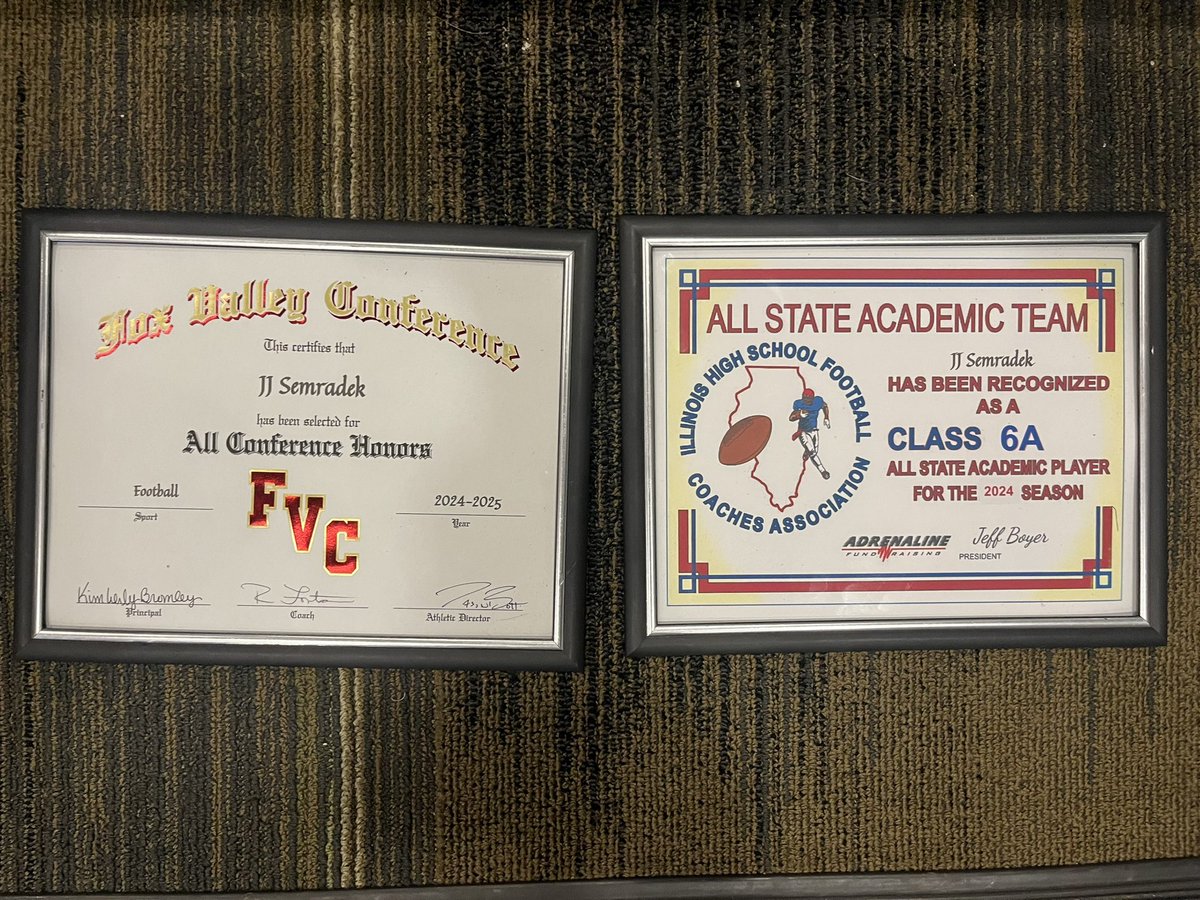 Fox Valley Conference
This certifies that
JJ Semradek
has been selected for
All Conference Honors
Football
Sport
FVC
2024-2025
Year
Kimberly Bromley
Principal
Coach
Athletic Director
ALL STATE ACADEMIC TEAM
ILLINOIS HIGH SCHOOL FOOTBALL
COACHES ASSOCIATION
JJ Semradek
HAS BEEN RECOGNIZED
AS A
CLASS 6A
ALL STATE ACADEMIC PLAYER
FOR THE 2024 SEASON
ADRENALINE
FUNDRAISING
Jeff Boyer
PRESIDENT